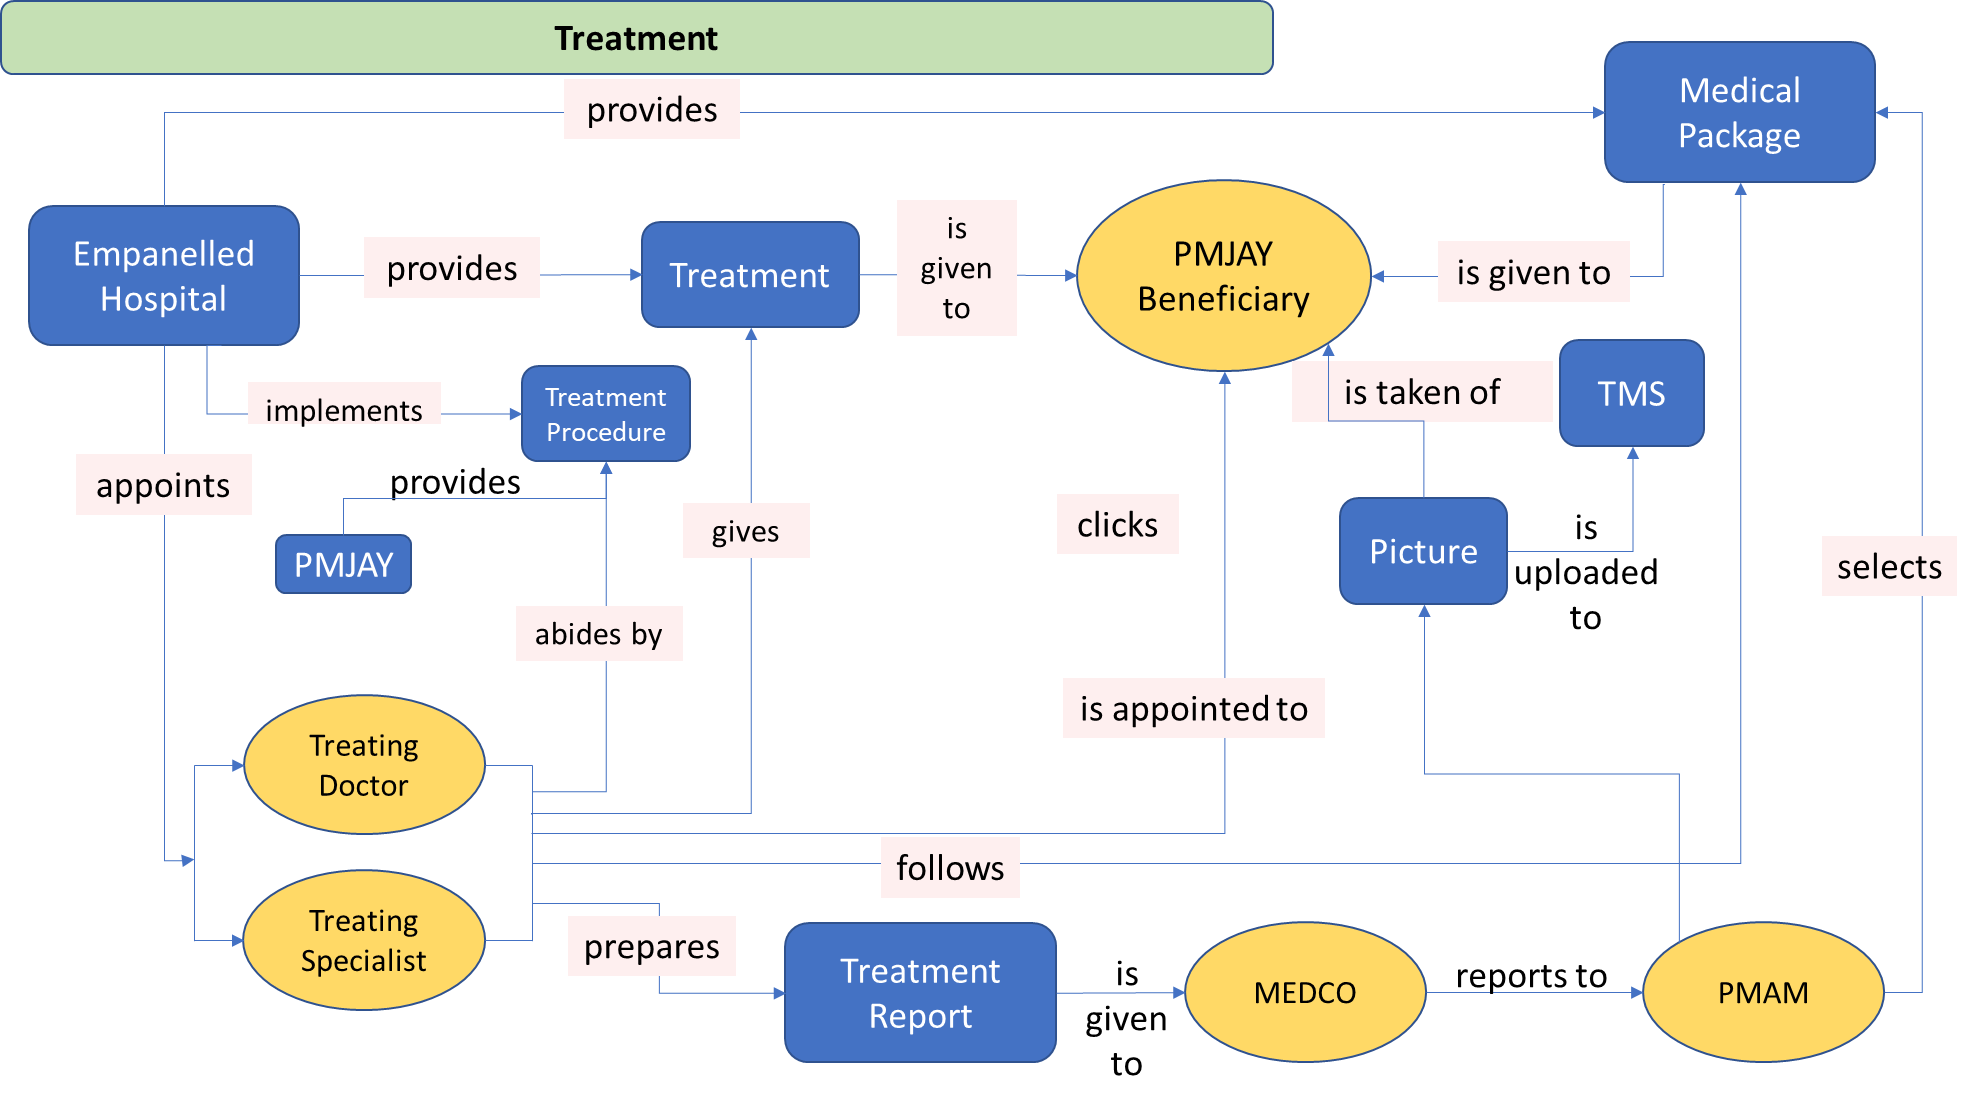 Treatment
provides
Medical
Package
Empanelled
Hospital
provides
Treatment
is
given
to
PMJAY
Beneficiary
is given to
implements
Treatment
Procedure
is taken of
TMS
appoints
provides
PMJAY
gives
clicks
Picture
is
uploaded
to
selects
abides by
is appointed to
Treating
Doctor
follows
Treating
Specialist
prepares
Treatment
Report
is
given
to
MEDCO
reports to
PMAM